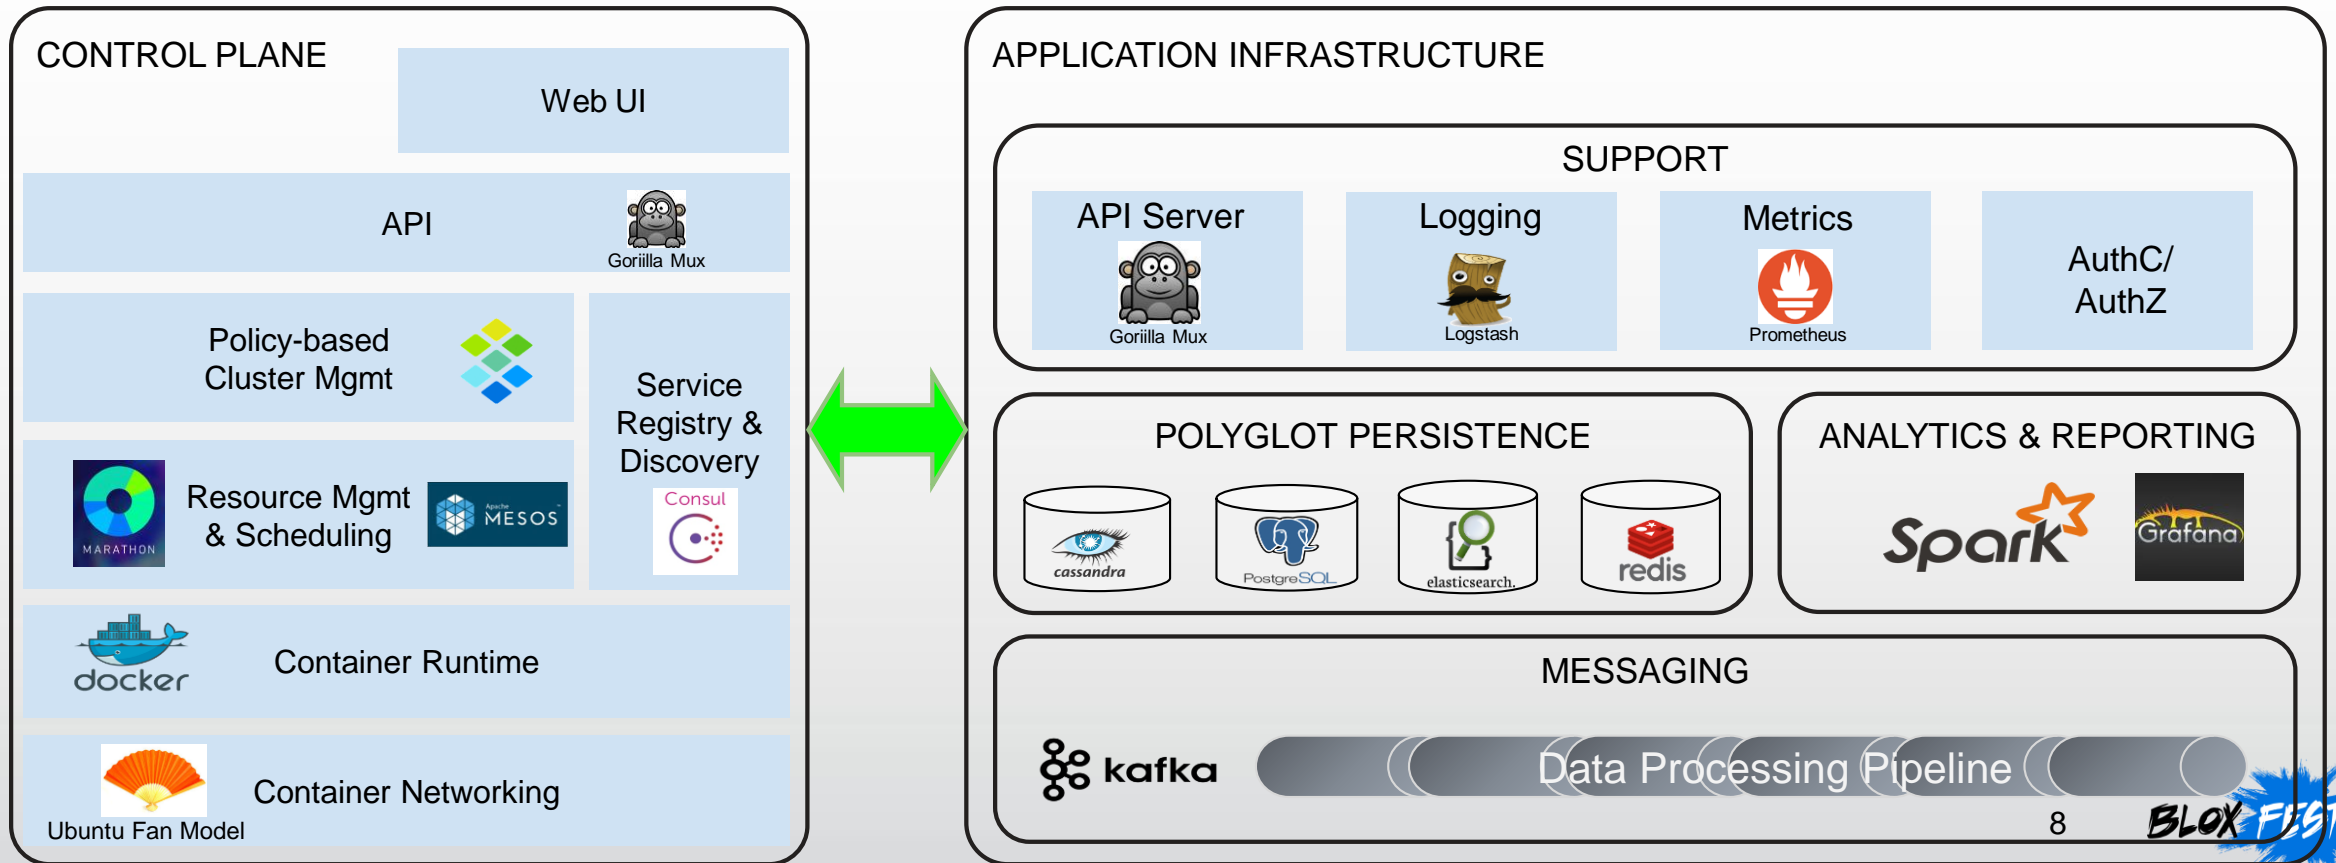 CONTROL PLANE
Web UI
API
Goriilla Mux
Policy-based
Cluster Mgmt
Service
Registry &
Discovery
Consul
MARATHON
Resource Mgmt
& Scheduling
Apache
MESOS
docker
Container Runtime
Container Networking
Ubuntu Fan Model
APPLICATION INFRASTRUCTURE
SUPPORT
API Server
Goriilla Mux
Logging
Logstash
Metrics
Prometheus
AuthC/
AuthZ
POLYGLOT PERSISTENCE
cassandra
PostgreSQL
elasticsearch.
redis
ANALYTICS & REPORTING
Spark
Grafana
MESSAGING
kafka
Data Processing Pipeline
8
BLOX FEST